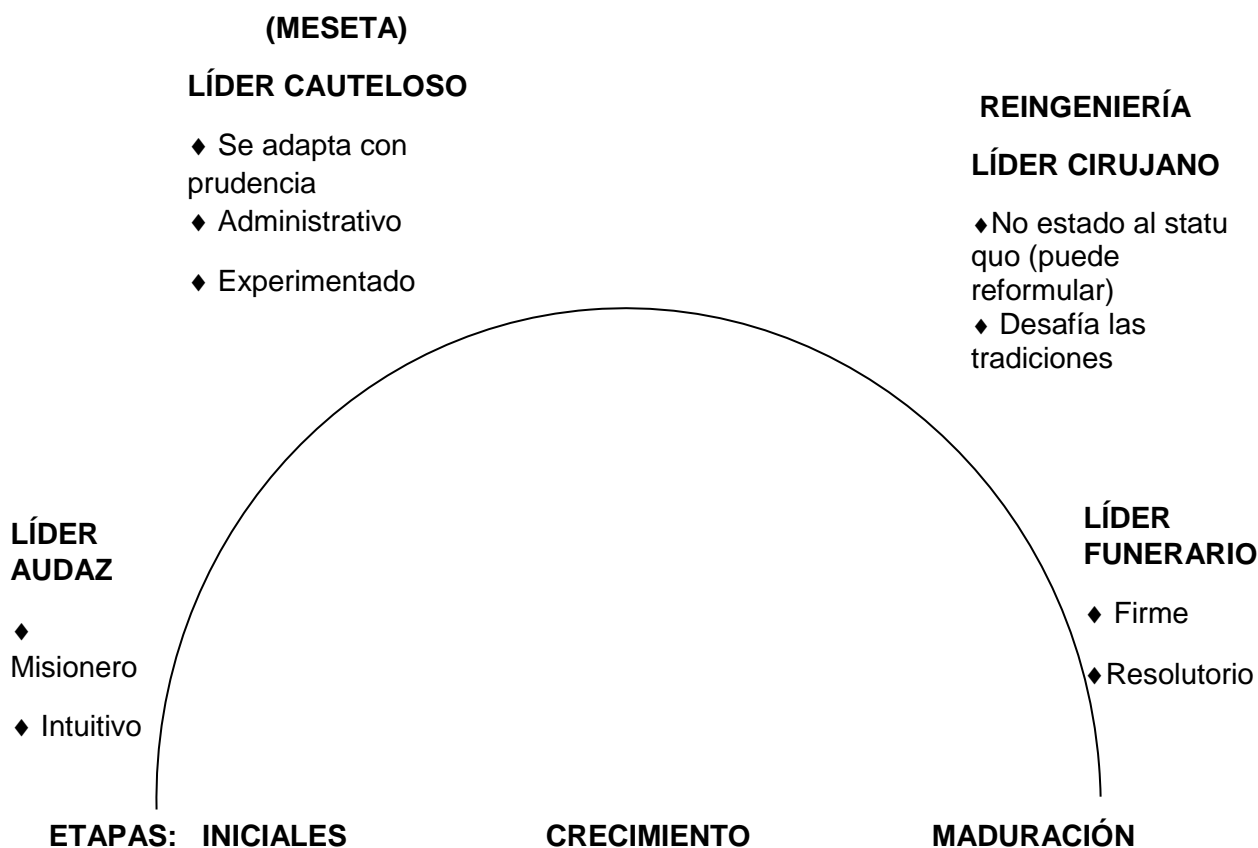 (MESETA)
LÍDER CAUTELOSO
♦ Se adapta con
prudencia
♦ Administrativo
♦ Experimentado
REINGENIERÍA
LÍDER CIRUJANO
♦No estado al statu
quo (puede
reformular)
♦ Desafía las
tradiciones
LÍDER
AUDAZ
♦
Misionero
♦ Intuitivo
LÍDER
FUNERARIO
♦ Firme
♦Resolutorio
ETAPAS: INICIALES CRECIMIENTO MADURACIÓN